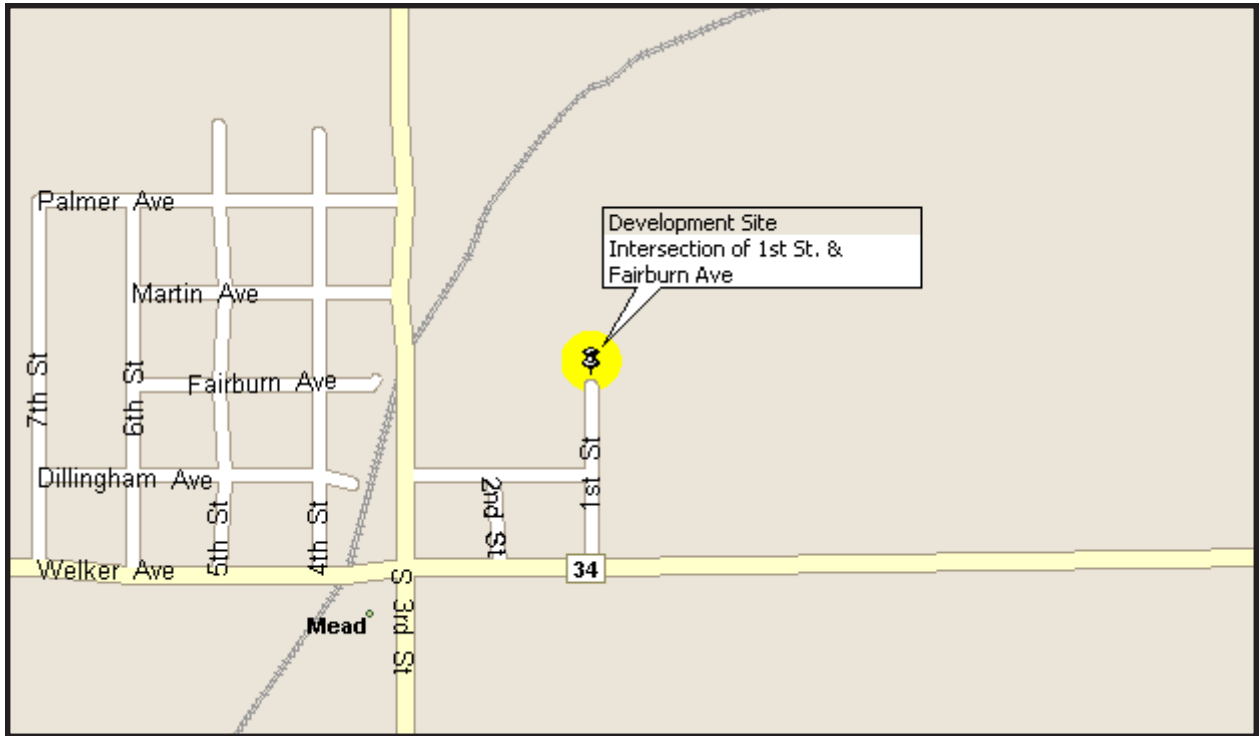 Palmer Ave
Development Site
Intersection of 1st St. &
Fairburn Ave
Martin Ave
7th St
6th St
Fairburn Ave
Dillingham Ave
5th St
4th St
2nd St
1st St
Welker Ave
34
S 3rd St
Mead